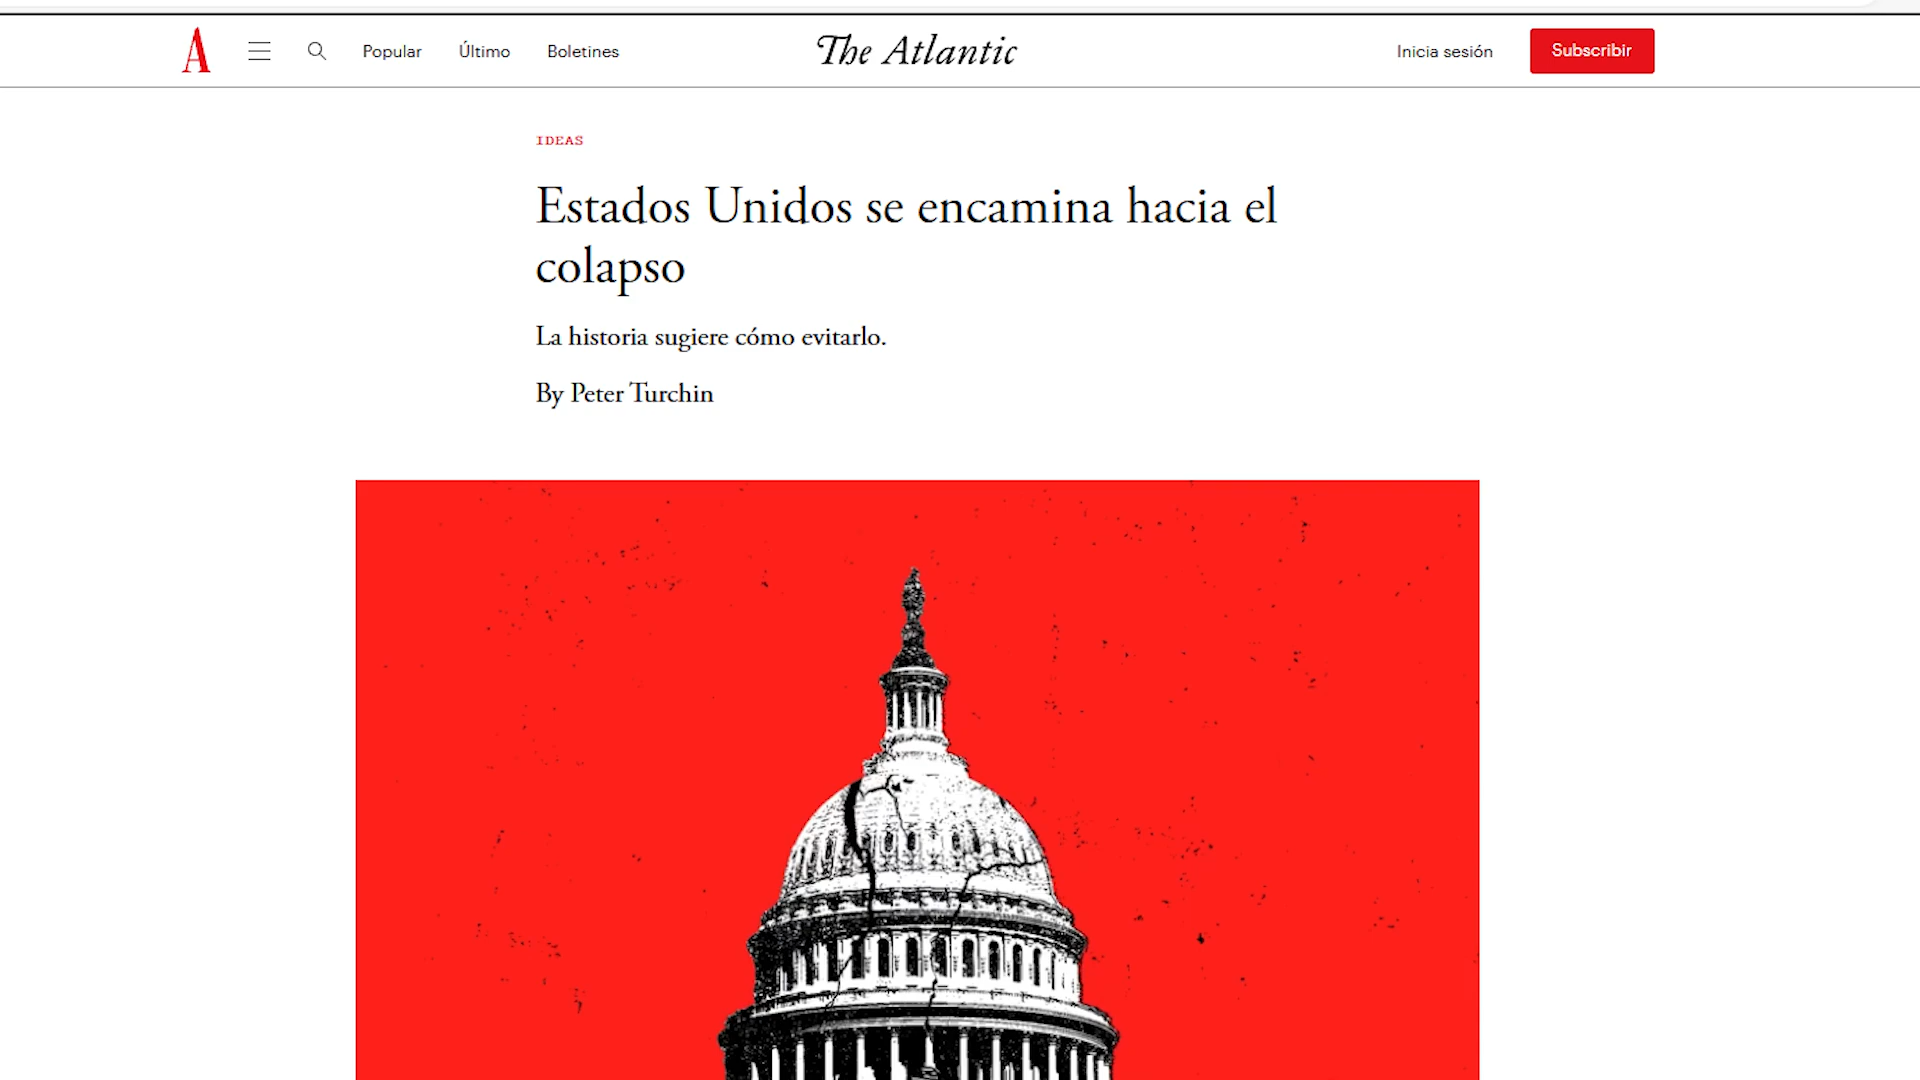 A
Popular
Último
Boletines
The Atlantic
Inicia sesión
Subscribir
IDEAS
Estados Unidos se encamina hacia el
colapso
La historia sugiere cómo evitarlo.
By Peter Turchin